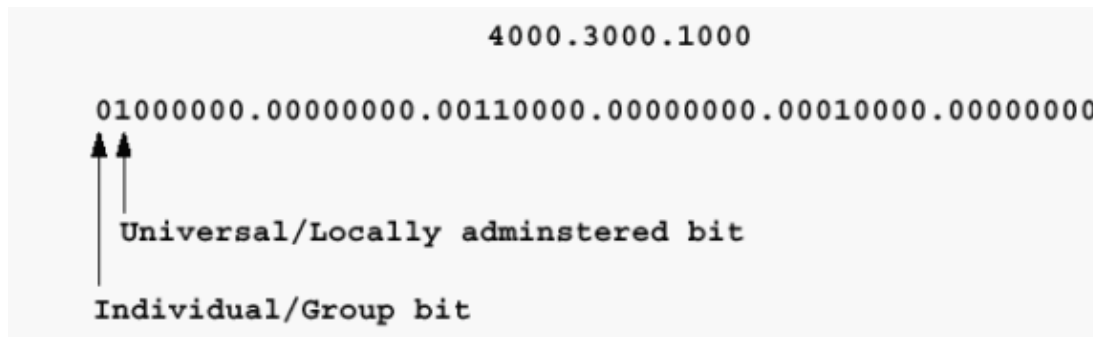 4000.3000.1000
01000000.00000000.00110000.00000000.00010000.00000000
Universal/Locally adminstered bit
Individual/Group bit